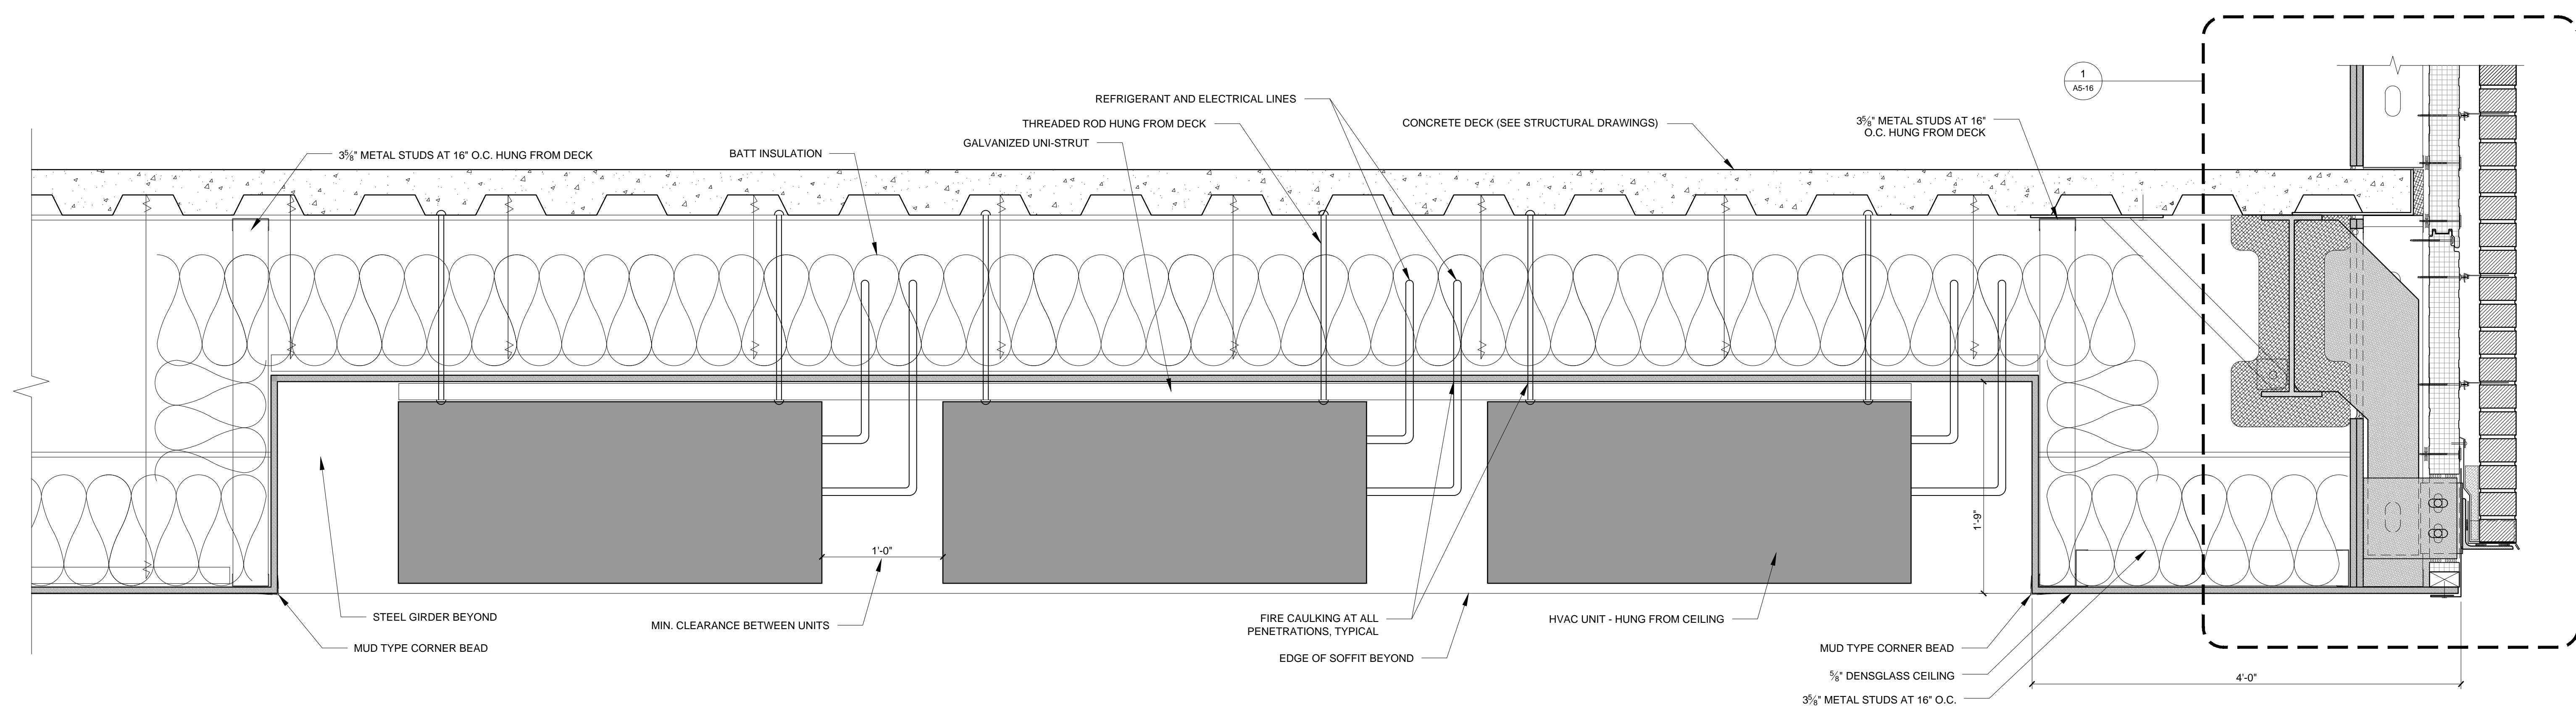 1
A5-16
REFRIGERANT AND ELECTRICAL LINES
THREADED ROD HUNG FROM DECK
GALVANIZED UNI-STRUT
CONCRETE DECK (SEE STRUCTURAL DRAWINGS)
3⅝" METAL STUDS AT 16"
O.C. HUNG FROM DECK
3⅝" METAL STUDS AT 16" O.C. HUNG FROM DECK
BATT INSULATION
1'-9"
1'-0"
STEEL GIRDER BEYOND
MIN. CLEARANCE BETWEEN UNITS
FIRE CAULKING AT ALL
PENETRATIONS, TYPICAL
HVAC UNIT - HUNG FROM CEILING
MUD TYPE CORNER BEAD
EDGE OF SOFFIT BEYOND
MUD TYPE CORNER BEAD
⅝" DENSGLASS CEILING
4'-0"
3⅝" METAL STUDS AT 16" O.C.